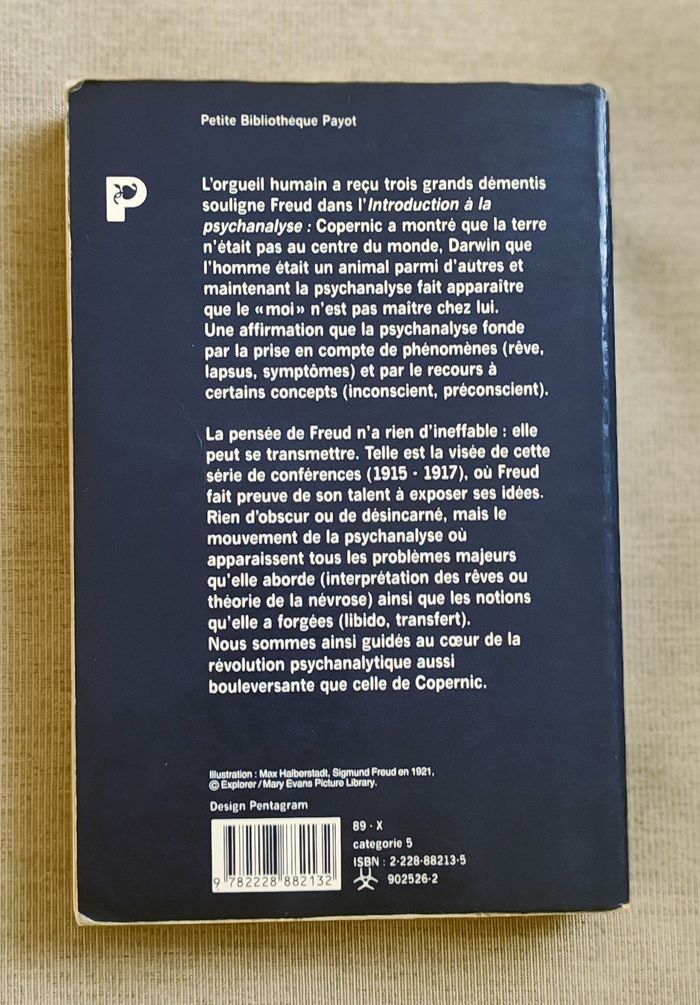 Petite Bibliothèque Payot
P
L'orgueil humain a reçu trois grands démentis
souligne Freud dans l'Introduction à la
psychanalyse : Copernic a montré que la terre
n'était pas au centre du monde, Darwin que
l'homme était un animal parmi d'autres et
maintenant la psychanalyse fait apparaître
que le «moi» n'est pas maître chez lui.
Une affirmation que la psychanalyse fonde
par la prise en compte de phénomènes (rêve,
lapsus, symptômes) et par le recours à
certains concepts (inconscient, préconscient).
La pensée de Freud n'a rien d'ineffable : elle
peut se transmettre. Telle est la visée de cette
série de conférences (1915 - 1917), où Freud
fait preuve de son talent à exposer ses idées.
Rien d'obscur ou de désincarné, mais le
mouvement de la psychanalyse où
apparaissent tous les problèmes majeurs
qu'elle aborde (interprétation des rêves ou
théorie de la névrose) ainsi que les notions
qu'elle a forgées (libido, transfert).
Nous sommes ainsi guidés au cœur de la
révolution psychanalytique aussi
bouleversante que celle de Copernic.
Illustration : Max Halberstadt, Sigmund Freud en 1921,
© Explorer / Mary Evans Picture Library.
Design Pentagram
89 - X
categorie 5
ISBN : 2-228-88213-5
902526-2
9 782228 882132